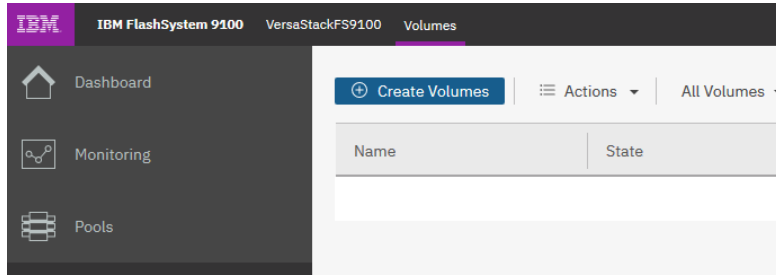 IBM IBM FlashSystem 9100 VersaStackFS9100 Volumes
Dashboard
Create Volumes Actions All Volumes
Monitoring
Name State
Pools